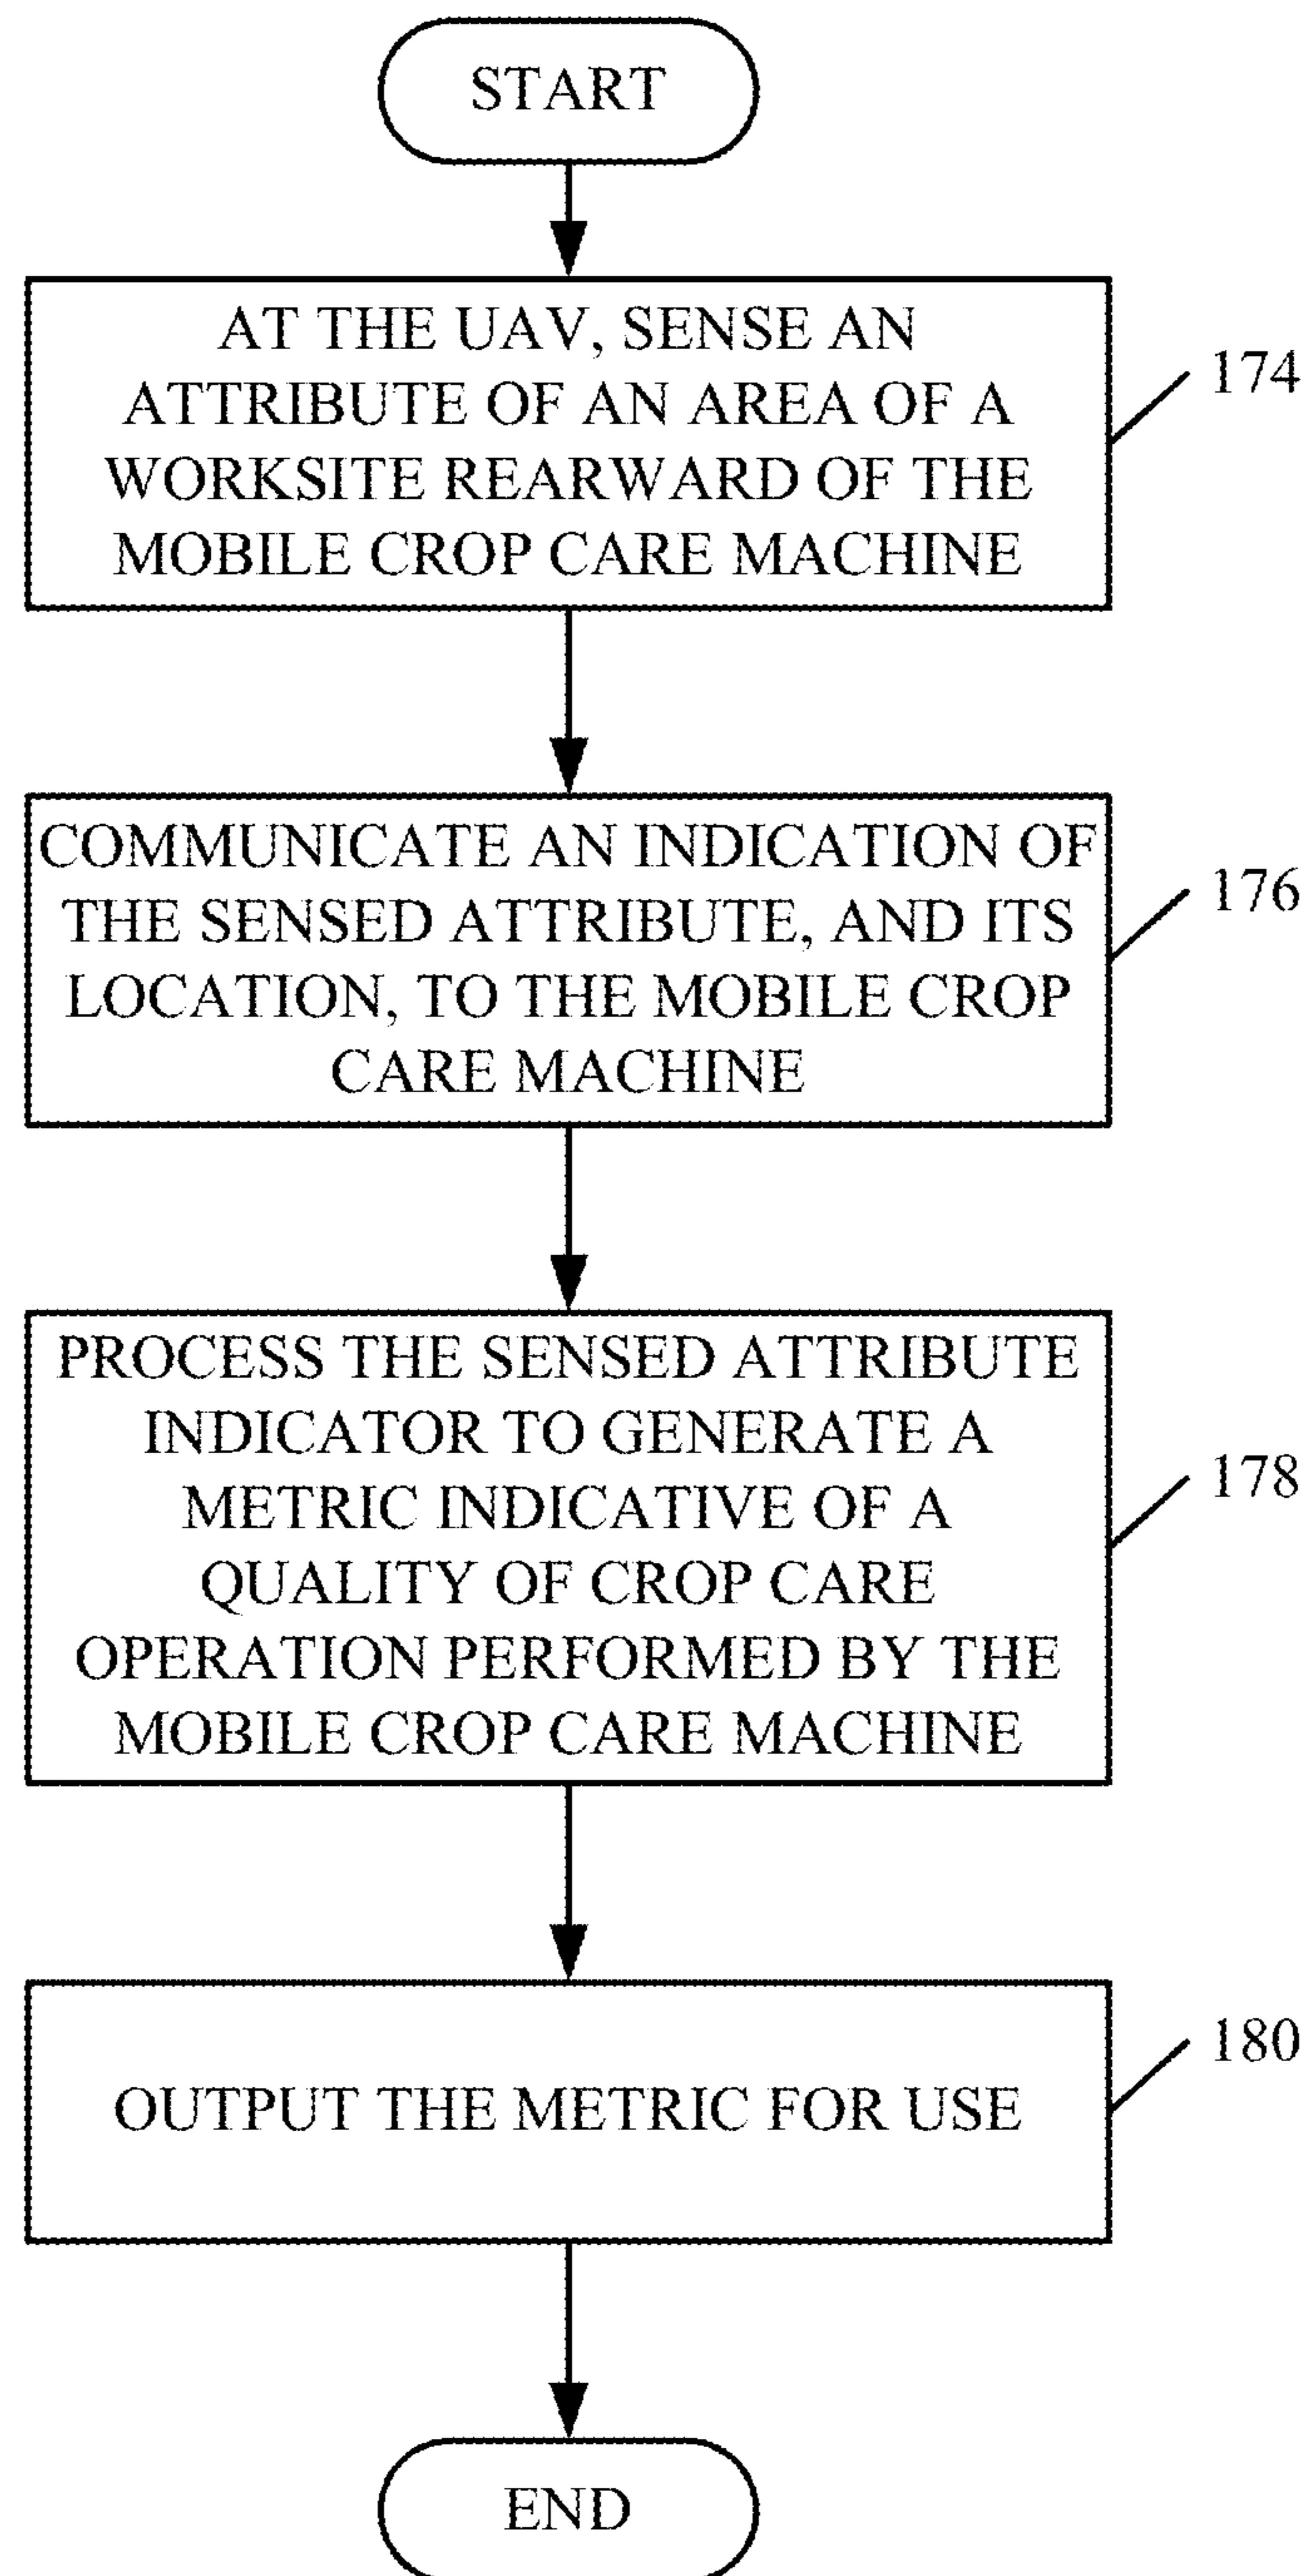 START
AT THE UAV, SENSE AN
ATTRIBUTE OF AN AREA OF A
WORKSITE REARWARD OF THE
MOBILE CROP CARE MACHINE
174
COMMUNICATE AN INDICATION OF
THE SENSED ATTRIBUTE, AND ITS
LOCATION, TO THE MOBILE CROP
CARE MACHINE
176
PROCESS THE SENSED ATTRIBUTE
INDICATOR TO GENERATE A
METRIC INDICATIVE OF A
QUALITY OF CROP CARE
OPERATION PERFORMED BY THE
MOBILE CROP CARE MACHINE
178
OUTPUT THE METRIC FOR USE
180
END